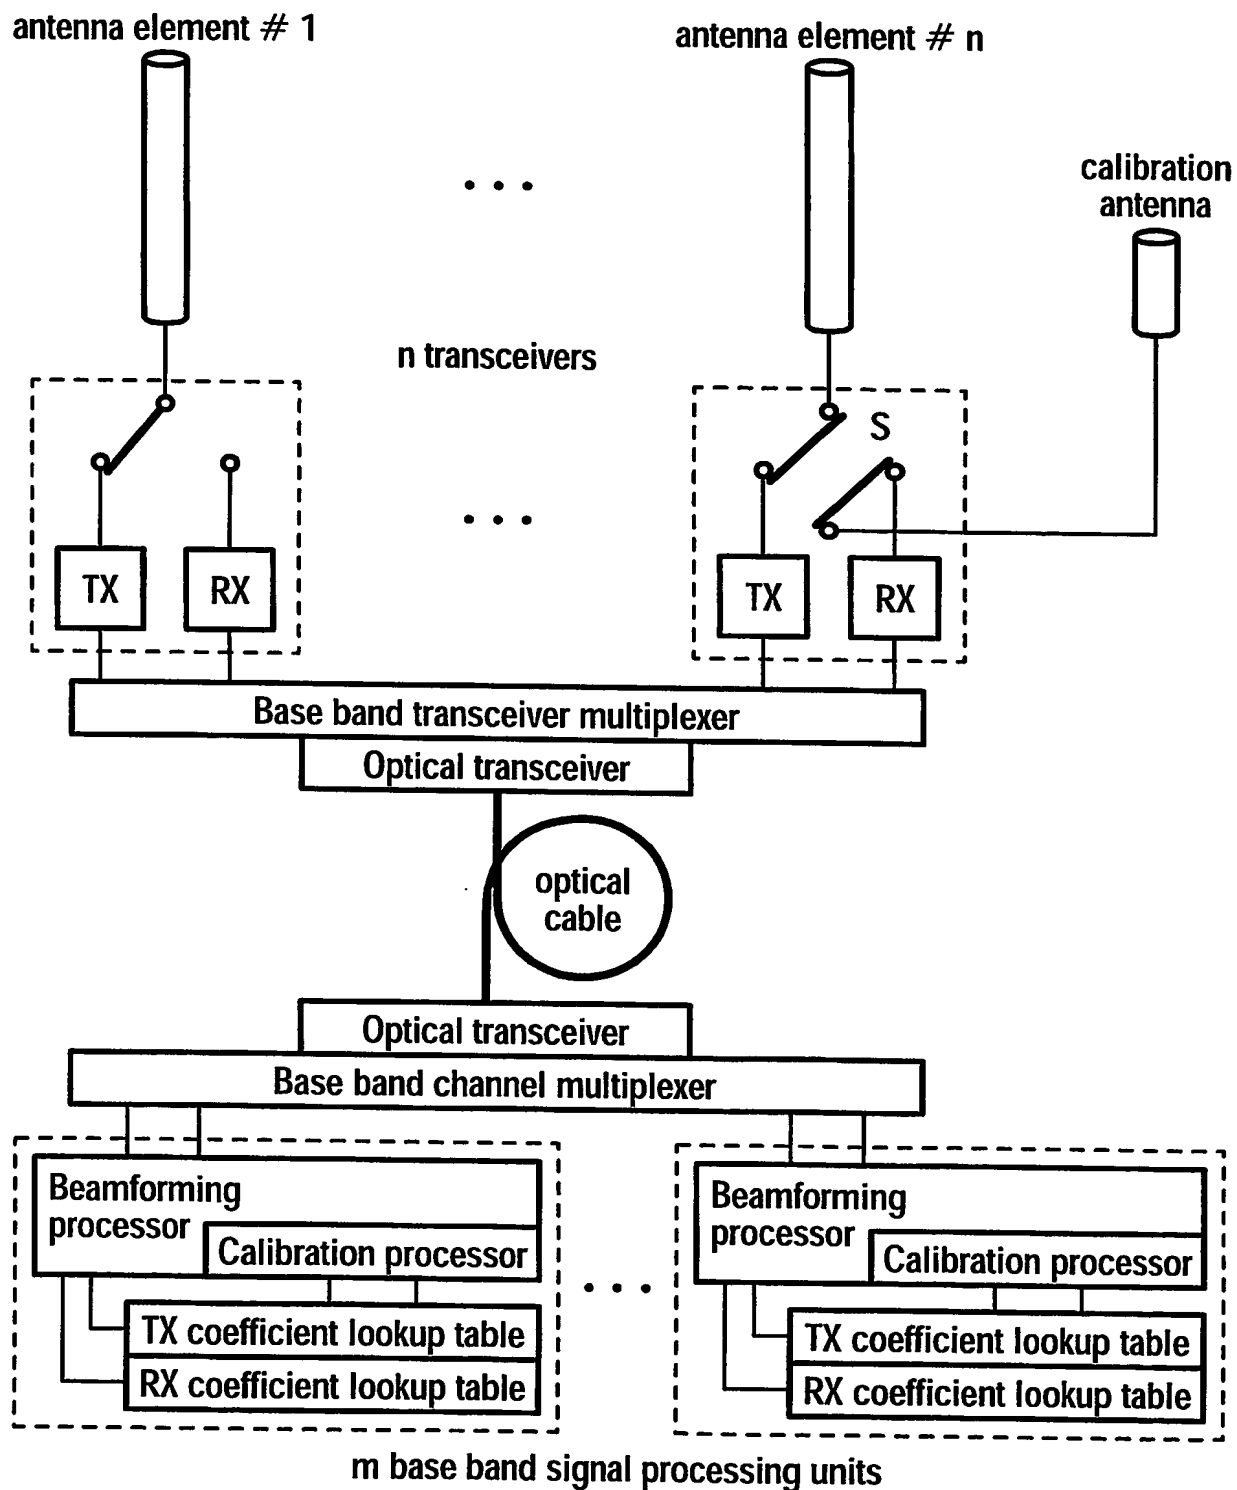 antenna element # 1
antenna element # n
calibration
antenna
n transceivers
S
TX
RX
TX
RX
Base band transceiver multiplexer
Optical transceiver
optical
cable
Optical transceiver
Base band channel multiplexer
Beamforming
processor
Calibration processor
TX coefficient lookup table
RX coefficient lookup table
Beamforming
processor
Calibration processor
TX coefficient lookup table
RX coefficient lookup table
m base band signal processing units